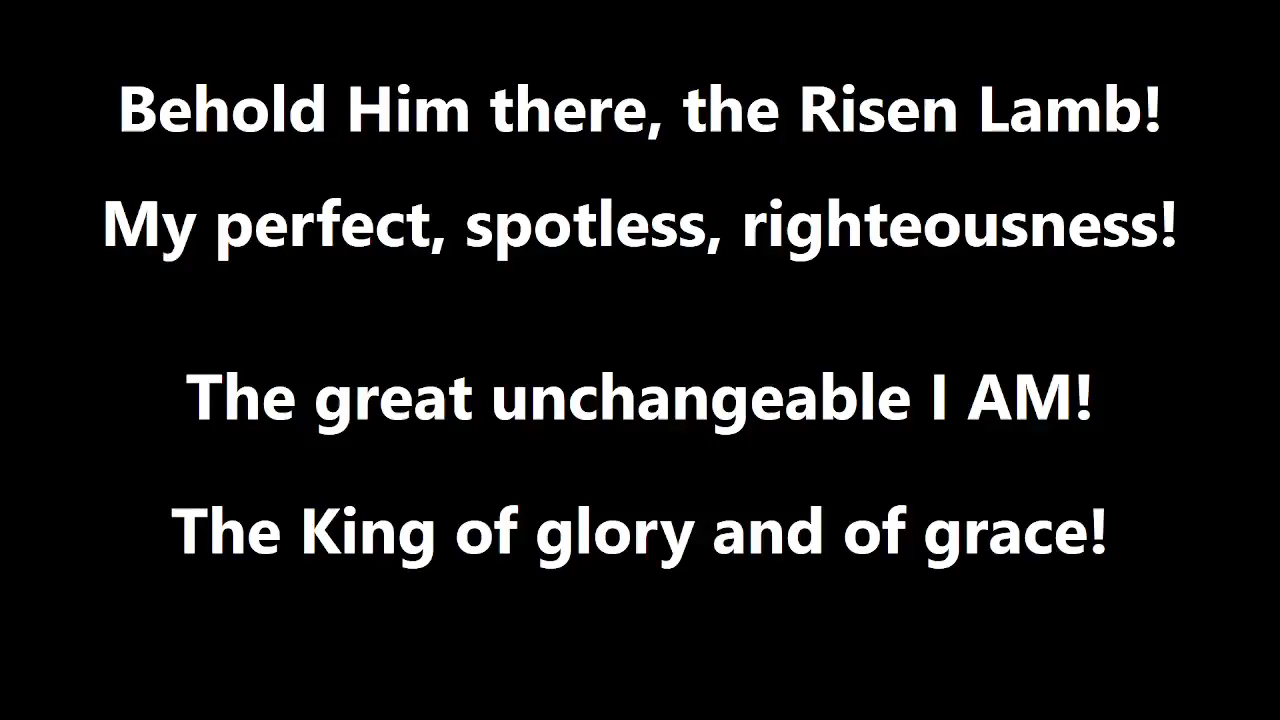 Behold Him there, the Risen Lamb!
My perfect, spotless, righteousness!
The great unchangeable I AM!
The King of glory and of grace!